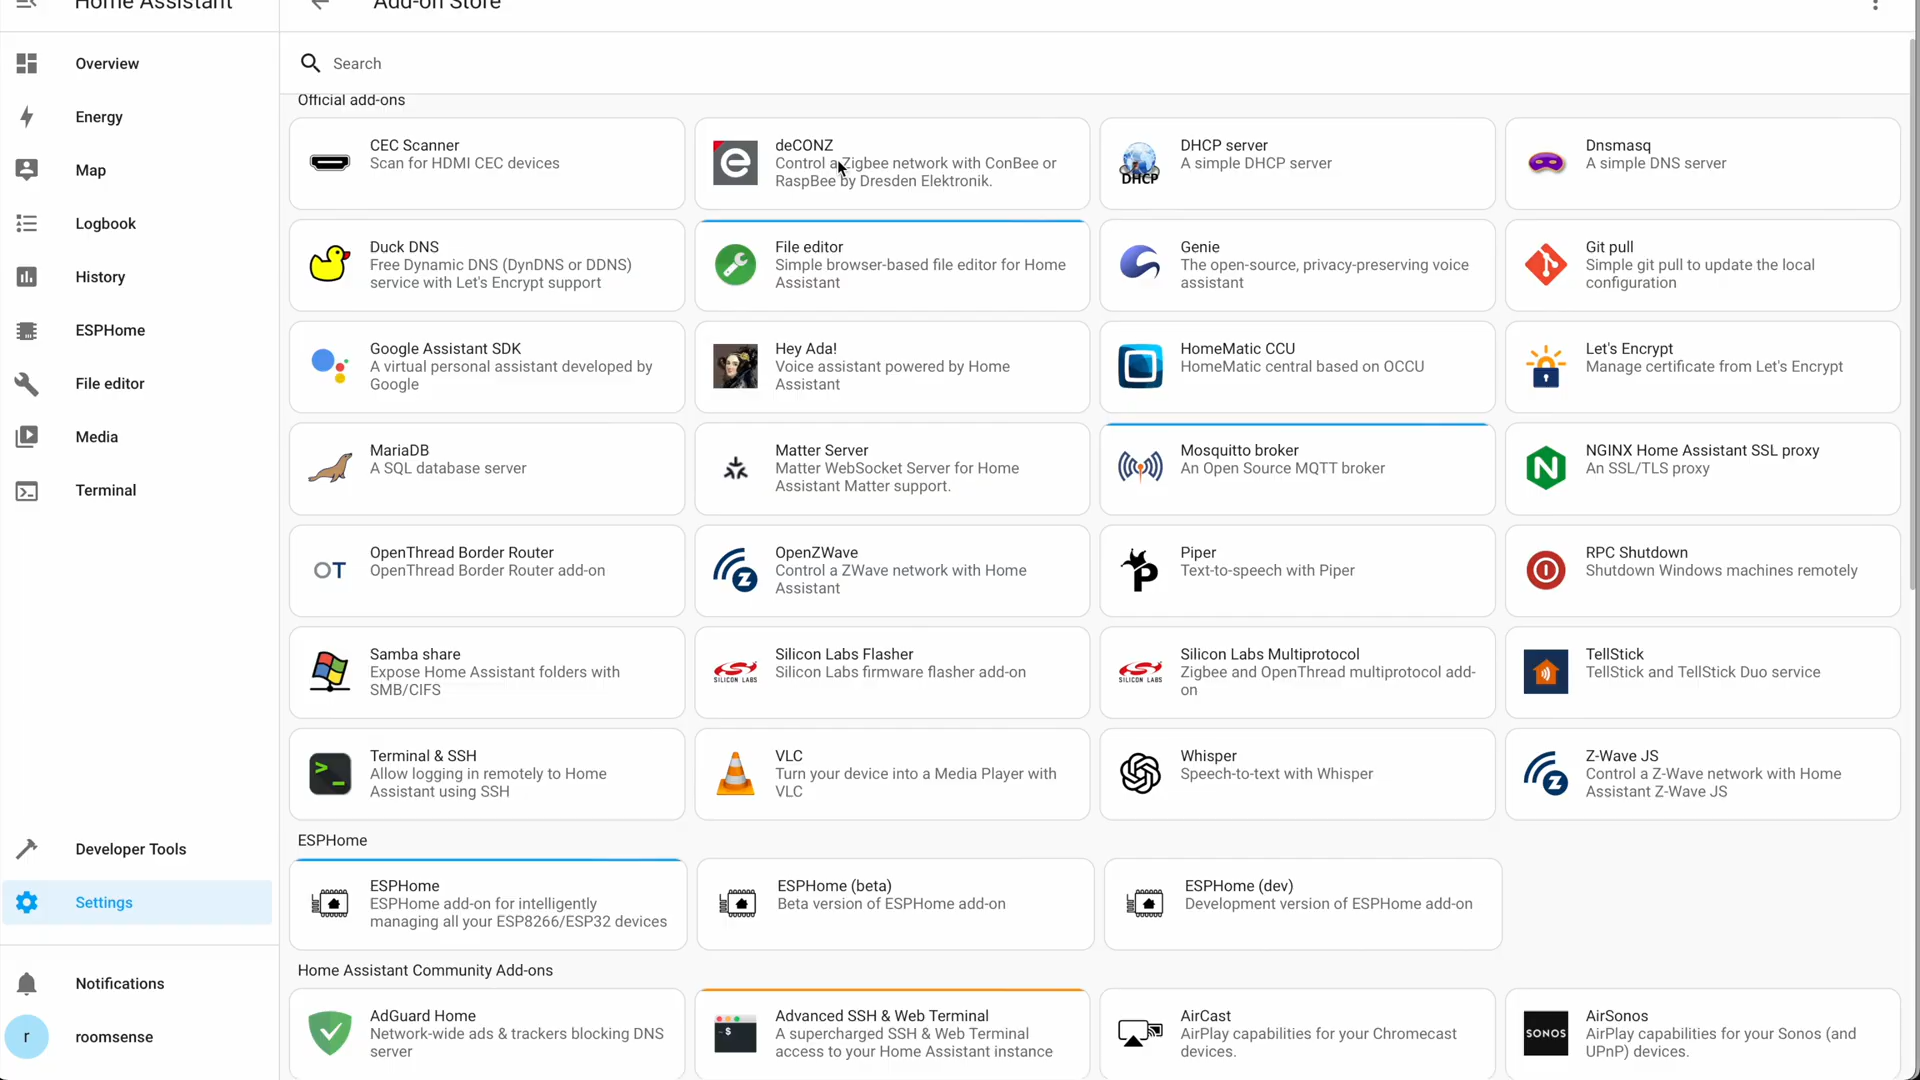 Home Assistant
Add-on Store
Overview
Energy
Map
Logbook
History
ESPHome
File editor
Media
Terminal
Developer Tools
Settings
Notifications
r
roomsense
Search
Official add-ons
CEC Scanner
Scan for HDMI CEC devices
deCONZ
Control a Zigbee network with ConBee or
RaspBee by Dresden Elektronik.
DHCP
DHCP server
A simple DHCP server
Dnsmasq
A simple DNS server
Duck DNS
Free Dynamic DNS (DynDNS or DDNS)
service with Let's Encrypt support
File editor
Simple browser-based file editor for Home
Assistant
Genie
The open-source, privacy-preserving voice
assistant
Git pull
Simple git pull to update the local
configuration
Google Assistant SDK
A virtual personal assistant developed by
Google
Hey Ada!
Voice assistant powered by Home
Assistant
HomeMatic CCU
HomeMatic central based on OCCU
Let's Encrypt
Manage certificate from Let's Encrypt
MariaDB
A SQL database server
Matter Server
Matter WebSocket Server for Home
Assistant Matter support.
Mosquitto broker
An Open Source MQTT broker
N
NGINX Home Assistant SSL proxy
An SSL/TLS proxy
OT
OpenThread Border Router
OpenThread Border Router add-on
Z
OpenZWave
Control a ZWave network with Home
Assistant
P
Piper
Text-to-speech with Piper
RPC Shutdown
Shutdown Windows machines remotely
Samba share
Expose Home Assistant folders with
SMB/CIFS
SILICON LABS
Silicon Labs Flasher
Silicon Labs firmware flasher add-on
SILICON LABS
Silicon Labs Multiprotocol
Zigbee and OpenThread multiprotocol add-
on
TellStick
TellStick and TellStick Duo service
>_
Terminal & SSH
Allow logging in remotely to Home
Assistant using SSH
VLC
Turn your device into a Media Player with
VLC
Whisper
Speech-to-text with Whisper
Z
Z-Wave JS
Control a Z-Wave network with Home
Assistant Z-Wave JS
ESPHome
ESPHome
ESPHome add-on for intelligently
managing all your ESP8266/ESP32 devices
ESPHome (beta)
Beta version of ESPHome add-on
ESPHome (dev)
Development version of ESPHome add-on
Home Assistant Community Add-ons
AdGuard Home
Network-wide ads & trackers blocking DNS
server
$
Advanced SSH & Web Terminal
A supercharged SSH & Web Terminal
access to your Home Assistant instance
AirCast
AirPlay capabilities for your Chromecast
devices.
SONOS
AirSonos
AirPlay capabilities for your Sonos (and
UPnP) devices.